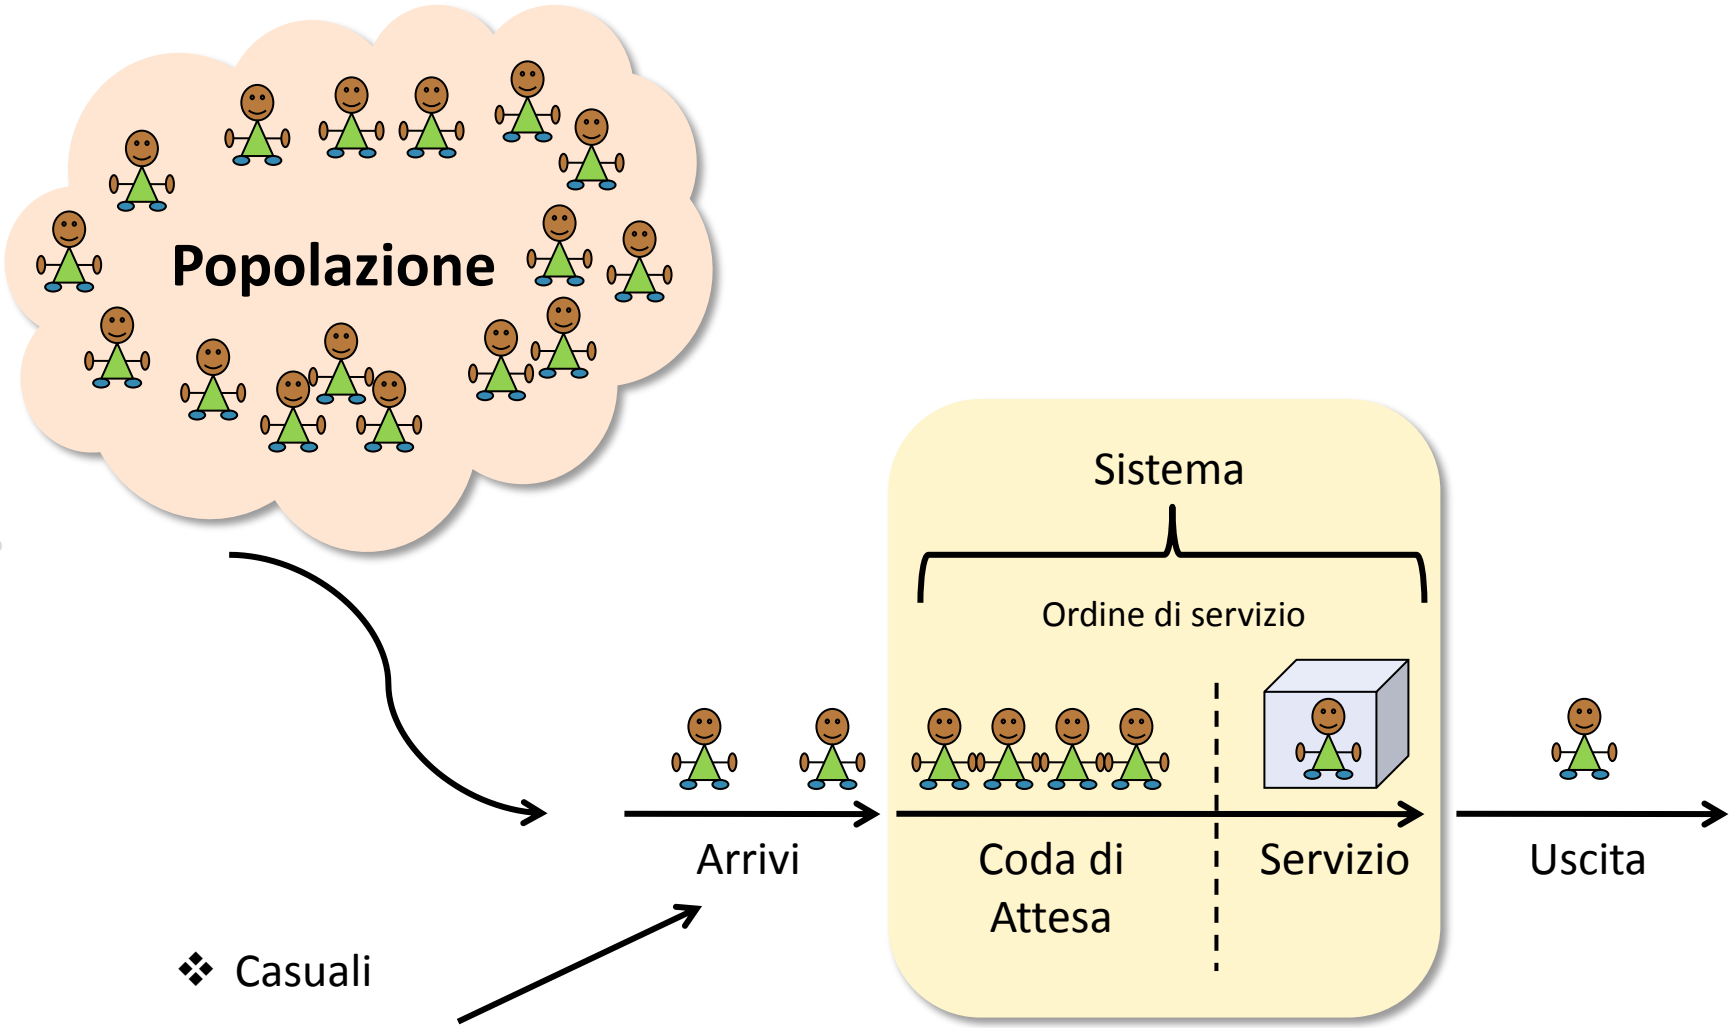 Popolazione
Sistema
Ordine di servizio
Arrivi
Coda di
Attesa
Servizio
Uscita
❖ Casuali